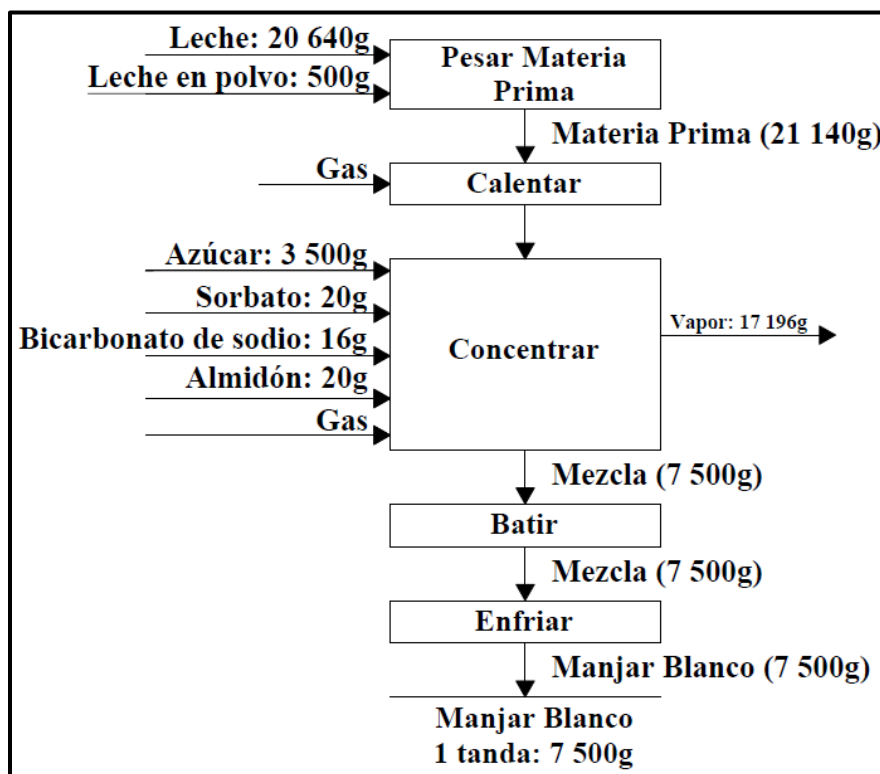 Leche: 20 640g
Leche en polvo: 500g
Pesar Materia
Prima
Materia Prima (21 140g)
Gas
Calentar
Azúcar: 3 500g
Sorbato: 20g
Bicarbonato de sodio: 16g
Almidón: 20g
Gas
Concentrar
Vapor: 17 196g
Mezcla (7 500g)
Batir
Mezcla (7 500g)
Enfriar
Manjar Blanco (7 500g)
Manjar Blanco
1 tanda: 7 500g